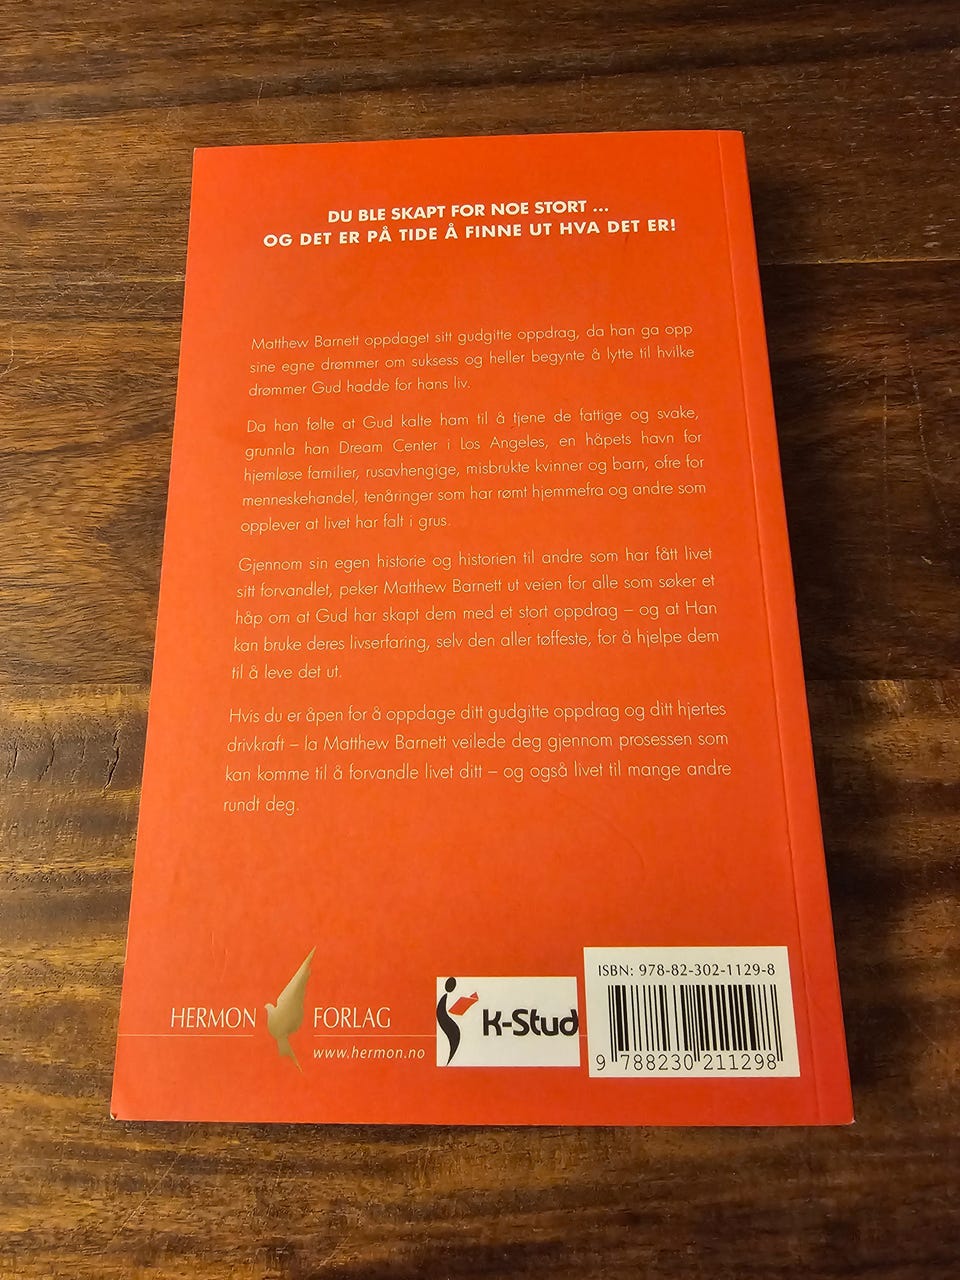 DU BLE SKAPT FOR NOE STORT ...
OG DET ER PÅ TIDE Å FINNE UT HVA DET ER!
Matthew Barnett oppdaget sitt gudgitte oppdrag, da han ga opp
sine egne drømmer om suksess og heller begynte å lytte til hvilke
drømmer Gud hadde for hans liv.
Da han følte at Gud kalte ham til å tjene de fattige og svake,
grunnla han Dream Center i Los Angeles, en håpets havn for
hjemløse familier, rusavhengige, misbrukte kvinner og barn, ofre for
menneskehandel, tenåringer som har rømt hjemmefra og andre som
opplever at livet har falt i grus.
Gjennom sin egen historie og historien til andre som har fått livet
sitt forvandlet, peker Matthew Barnett ut veien for alle som søker et
håp om at Gud har skapt dem med et stort oppdrag – og at Han
kan bruke deres livserfaring, selv den aller tøffeste, for å hjelpe dem
til å leve det ut.
Hvis du er åpen for å oppdage ditt gudgitte oppdrag og ditt hjertes
drivkraft – la Matthew Barnett veilede deg gjennom prosessen som
kan komme til å forvandle livet ditt – og også livet til mange andre
rundt deg.
HERMON FORLAG
www.hermon.no
K-Stud
ISBN: 978-82-302-1129-8
9 788230 211298